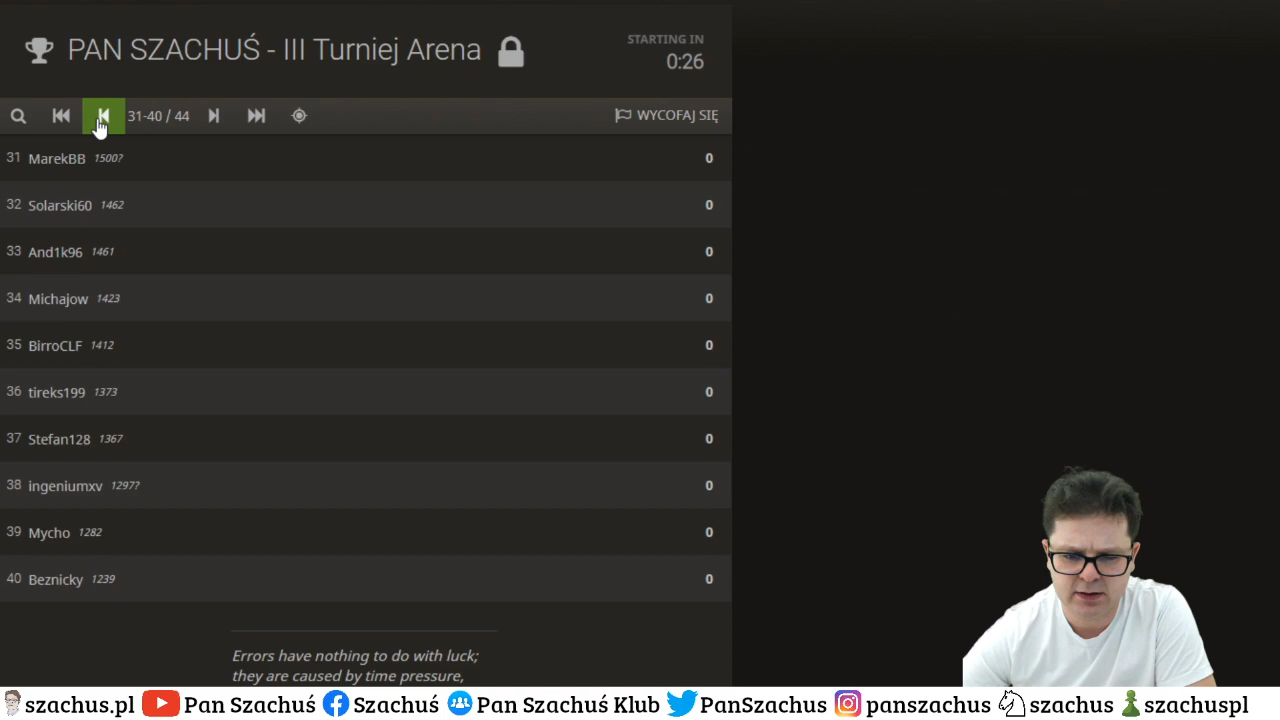 PAN SZACHUŚ - III Turniej Arena
STARTING IN
0:26
31-40 / 44
WYCOFAJ SIĘ
31 MarekBB 1500? 0
32 Solarski60 1462 0
33 And1k96 1461 0
34 Michajow 1423 0
35 BirroCLF 1412 0
36 tireks199 1373 0
37 Stefan128 1367 0
38 ingeniumxv 1297? 0
39 Mycho 1282 0
40 Beznicky 1239 0
Errors have nothing to do with luck;
they are caused by time pressure,
szachus.pl Pan Szachuś Szachuś Pan Szachuś Klub PanSzachus panszachus szachus szachuspl